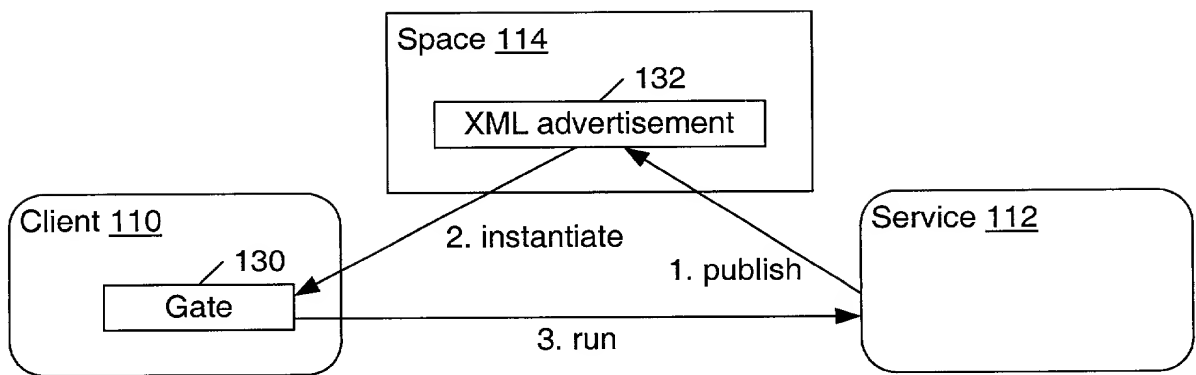 Space 114
132
XML advertisement
Client 110
Service 112
2. instantiate
130
1. publish
Gate
3. run